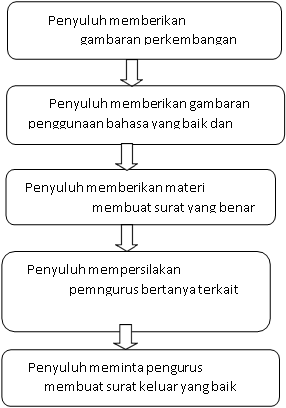 Penyuluh memberikan
gambaran perkembangan
Penyuluh memberikan gambaran
penggunaan bahasa yang baik dan
Penyuluh memberikan materi
membuat surat yang benar
Penyuluh mempersilakan
pemngurus bertanya terkait
Penyuluh meminta pengurus
membuat surat keluar yang baik